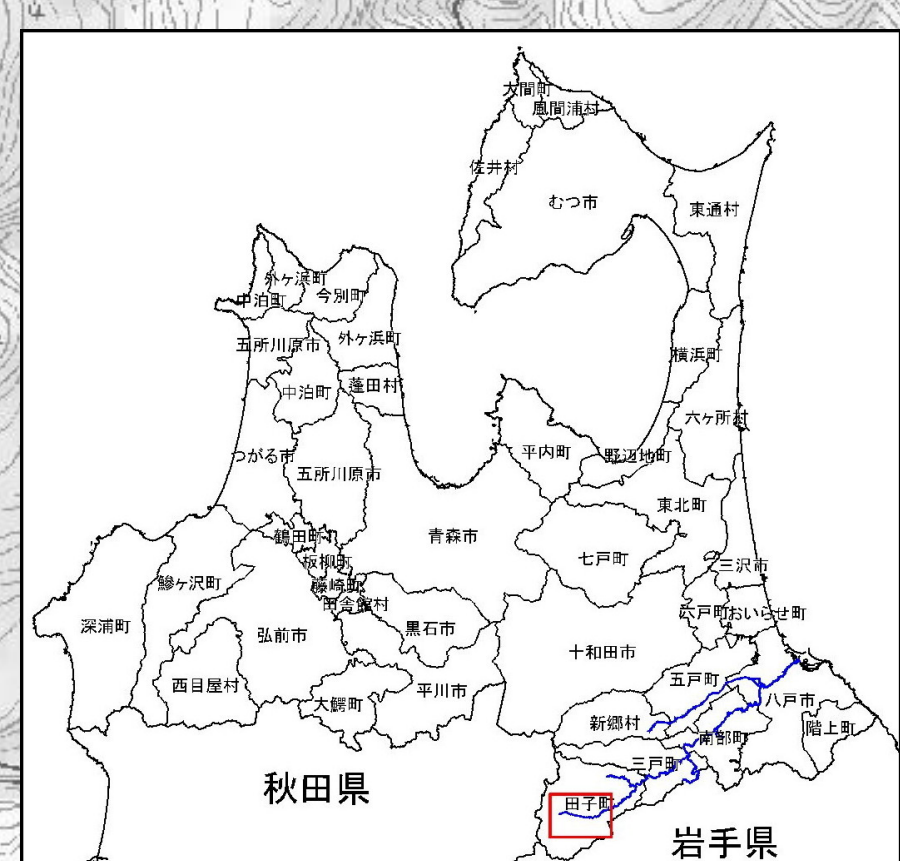 大間町
風間浦村
佐井村
むつ市
東通村
外ヶ浜町
中泊町
今別町
五所川原市
外ヶ浜町
横浜町
中泊町
蓬田村
六ヶ所村
つがる市
五所川原市
平内町
野辺地町
東北町
青森市
鶴田町
板柳町
七戸町
三沢市
鰺ヶ沢町
藤崎町
田舎館村
六戸町
おいらせ町
深浦町
弘前市
黒石市
十和田市
西目屋村
大鰐町
平川市
五戸町
八戸市
新郷村
南部町
階上町
三戸町
秋田県
田子町
岩手県